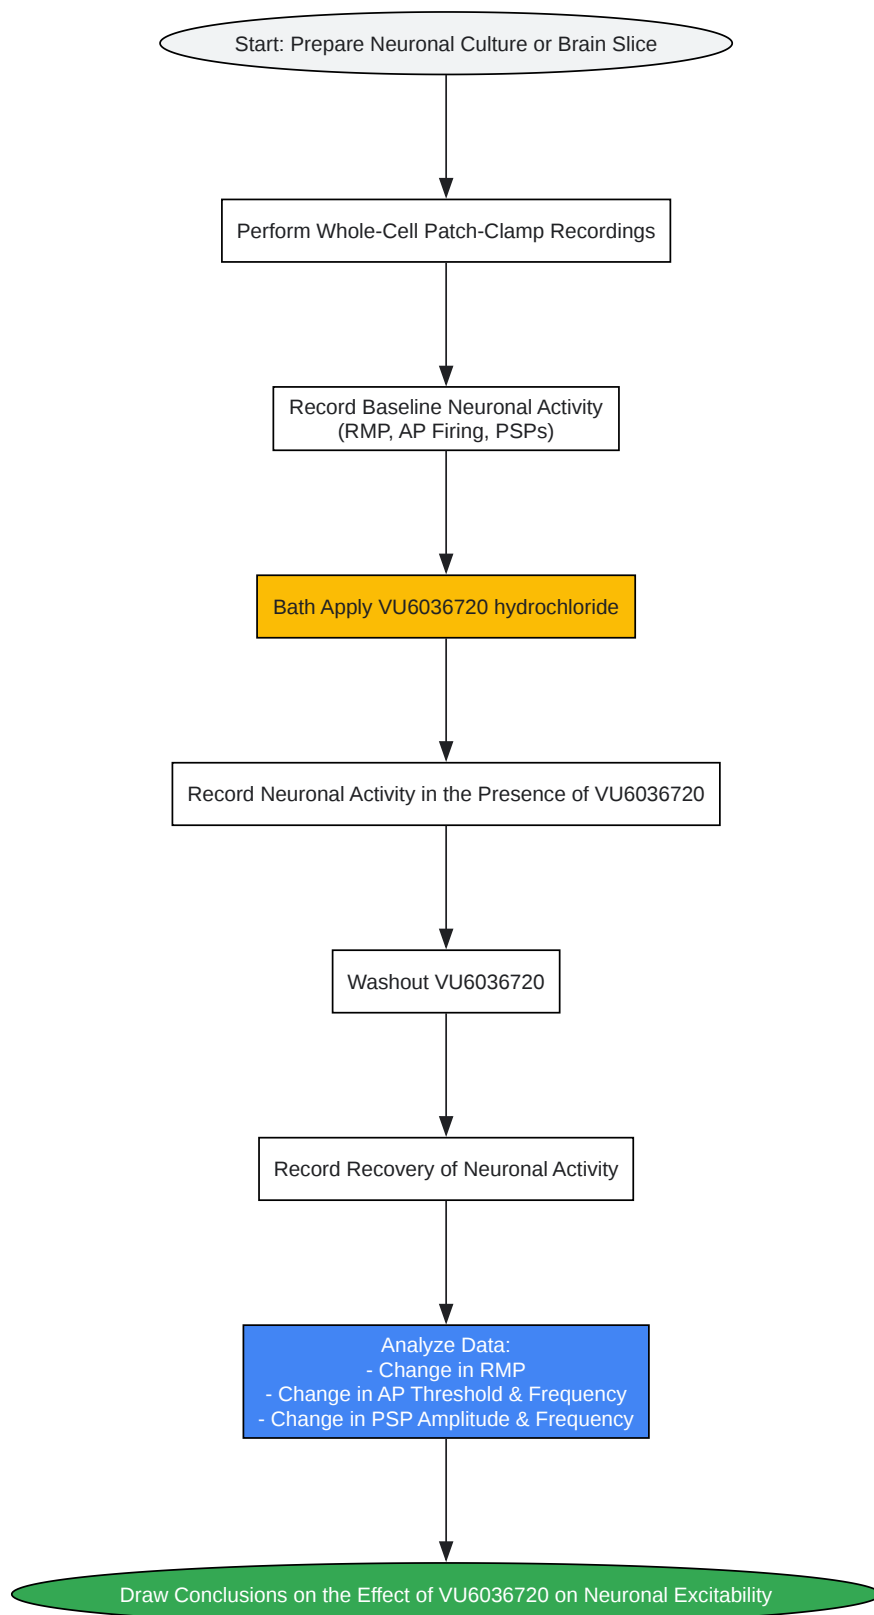 Start: Prepare Neuronal Culture or Brain Slice
Perform Whole-Cell Patch-Clamp Recordings
Record Baseline Neuronal Activity
(RMP, AP Firing, PSPs)
Bath Apply VU6036720 hydrochloride
Record Neuronal Activity in the Presence of VU6036720
Washout VU6036720
Record Recovery of Neuronal Activity
Analyze Data:
- Change in RMP
- Change in AP Threshold & Frequency
- Change in PSP Amplitude & Frequency
Draw Conclusions on the Effect of VU6036720 on Neuronal Excitability